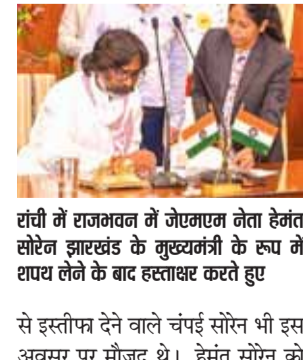 रांची में राजभवन में जेएमएम नेता हेमंत
सोरेन झारखंड के मुख्यमंत्री के रूप में
शपथ लेने के बाद हस्ताक्षर करते हुए
से इस्तीफा देने वाले चंपई सोरेन भी इस
अवसर पर मौजूद थे। हेमंत सोरेन को